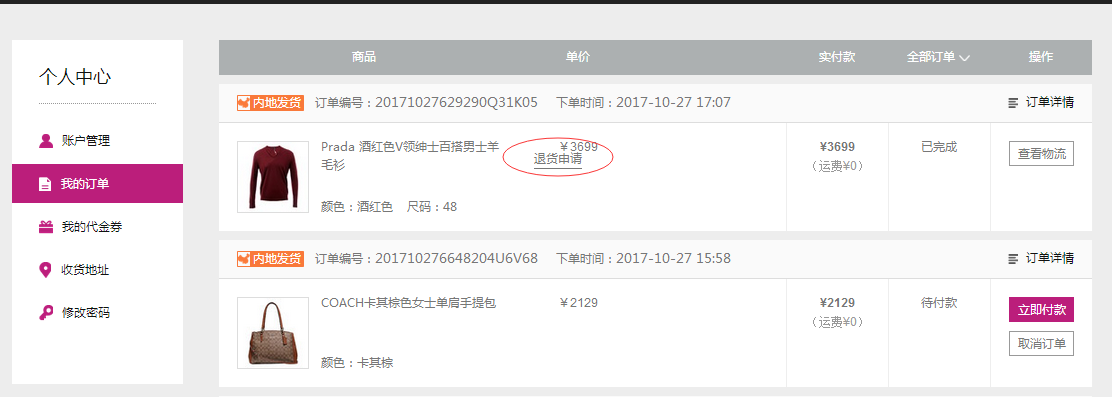 个人中心
账户管理
我的订单
我的代金券
收货地址
修改密码
商品 单价 实付款 全部订单 操作
内地发货 订单编号：20171027629290Q31K05 下单时间：2017-10-27 17:07 订单详情
Prada 酒红色V领绅士百搭男士羊
毛衫
颜色：酒红色 尺码：48
￥3699
退货申请
¥3699
（运费¥0）
已完成
查看物流
内地发货 订单编号：201710276648204U6V68 下单时间：2017-10-27 15:58 订单详情
COACH卡其棕色女士单肩手提包
颜色：卡其棕
￥2129
¥2129
（运费¥0）
待付款
立即付款
取消订单